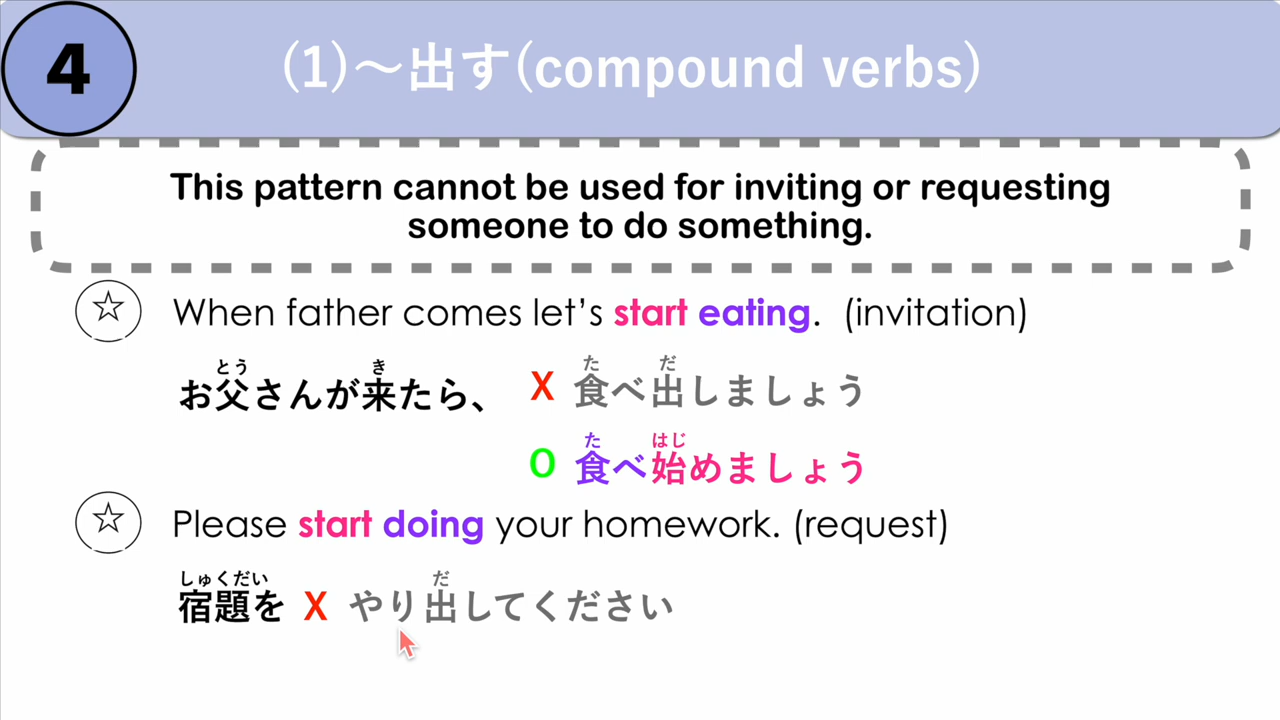 4
(1)～出す(compound verbs)
This pattern cannot be used for inviting or requesting
someone to do something.
☆ When father comes let's start eating. (invitation)
とう き た だ
お父さんが来たら、 X 食べ出しましょう
た はじ
O 食べ始めましょう
☆ Please start doing your homework. (request)
しゅくだい だ
宿題を X やり出してください